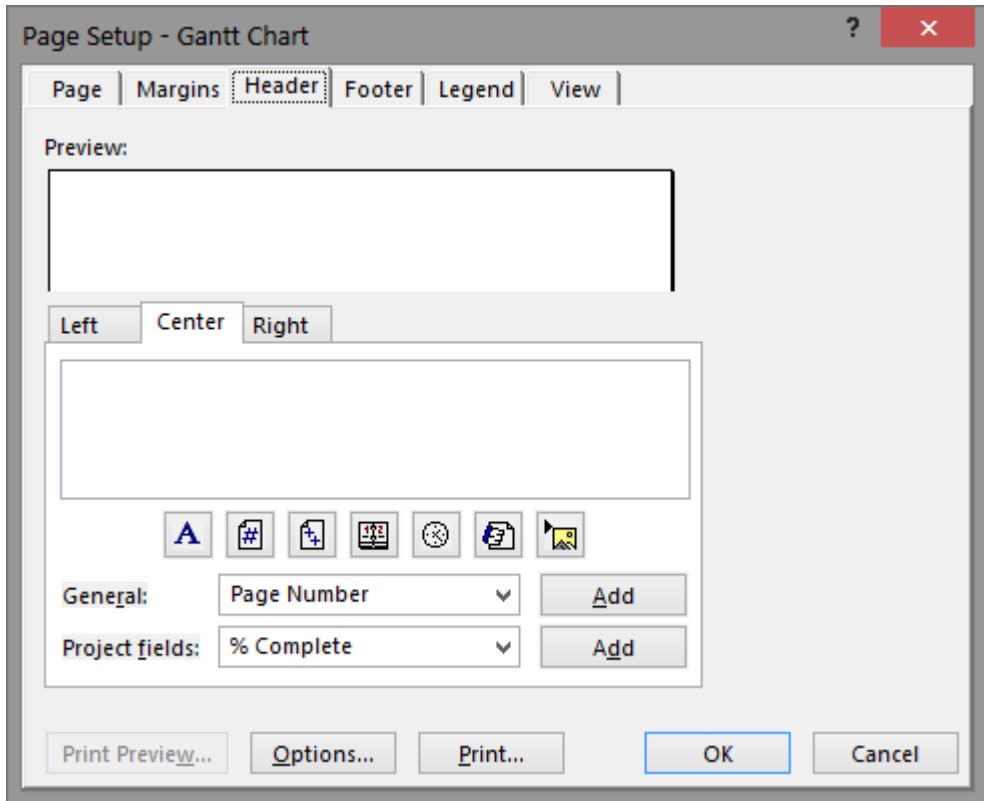 Page Setup - Gantt Chart ?
Page Margins Header Footer Legend View
Preview:
Left Center Right
A #
General: Page Number Add
Project fields: % Complete Add
Print Preview... Options... Print... OK Cancel